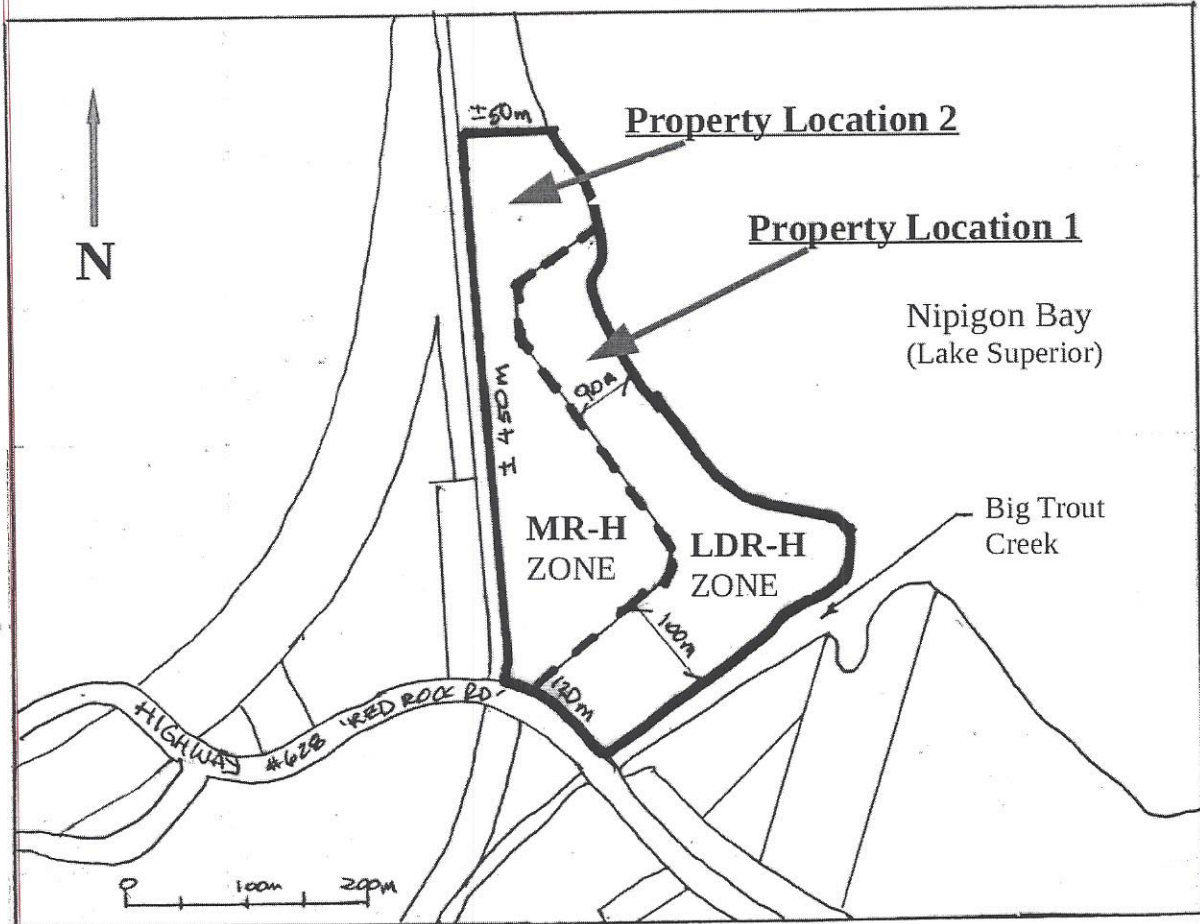 ±50m
Property Location 2
Property Location 1
N
Nipigon Bay
(Lake Superior)
90m
± 450m
Big Trout
Creek
MR-H
ZONE
LDR-H
ZONE
100m
120m
HIGHWAY #628 'RED ROCK RD'
0 100m 200m